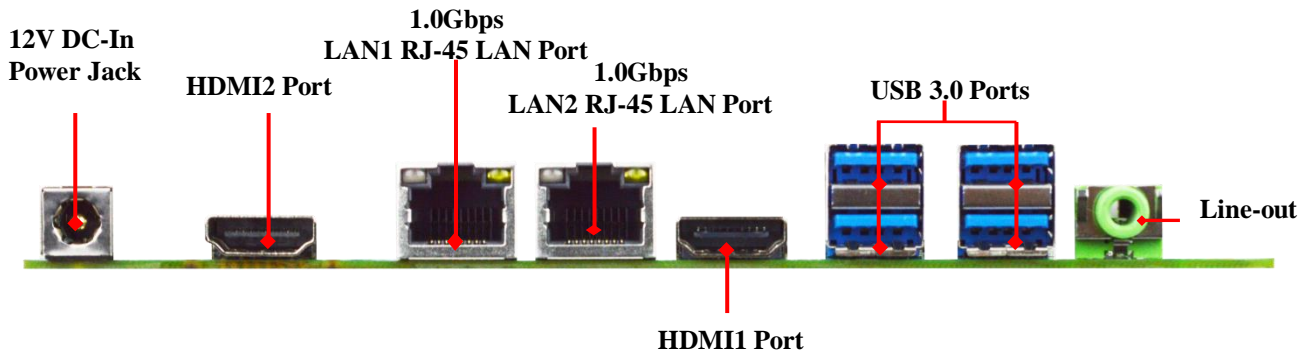 12V DC-In
Power Jack
HDMI2 Port
1.0Gbps
LAN1 RJ-45 LAN Port
1.0Gbps
LAN2 RJ-45 LAN Port
HDMI1 Port
USB 3.0 Ports
Line-out